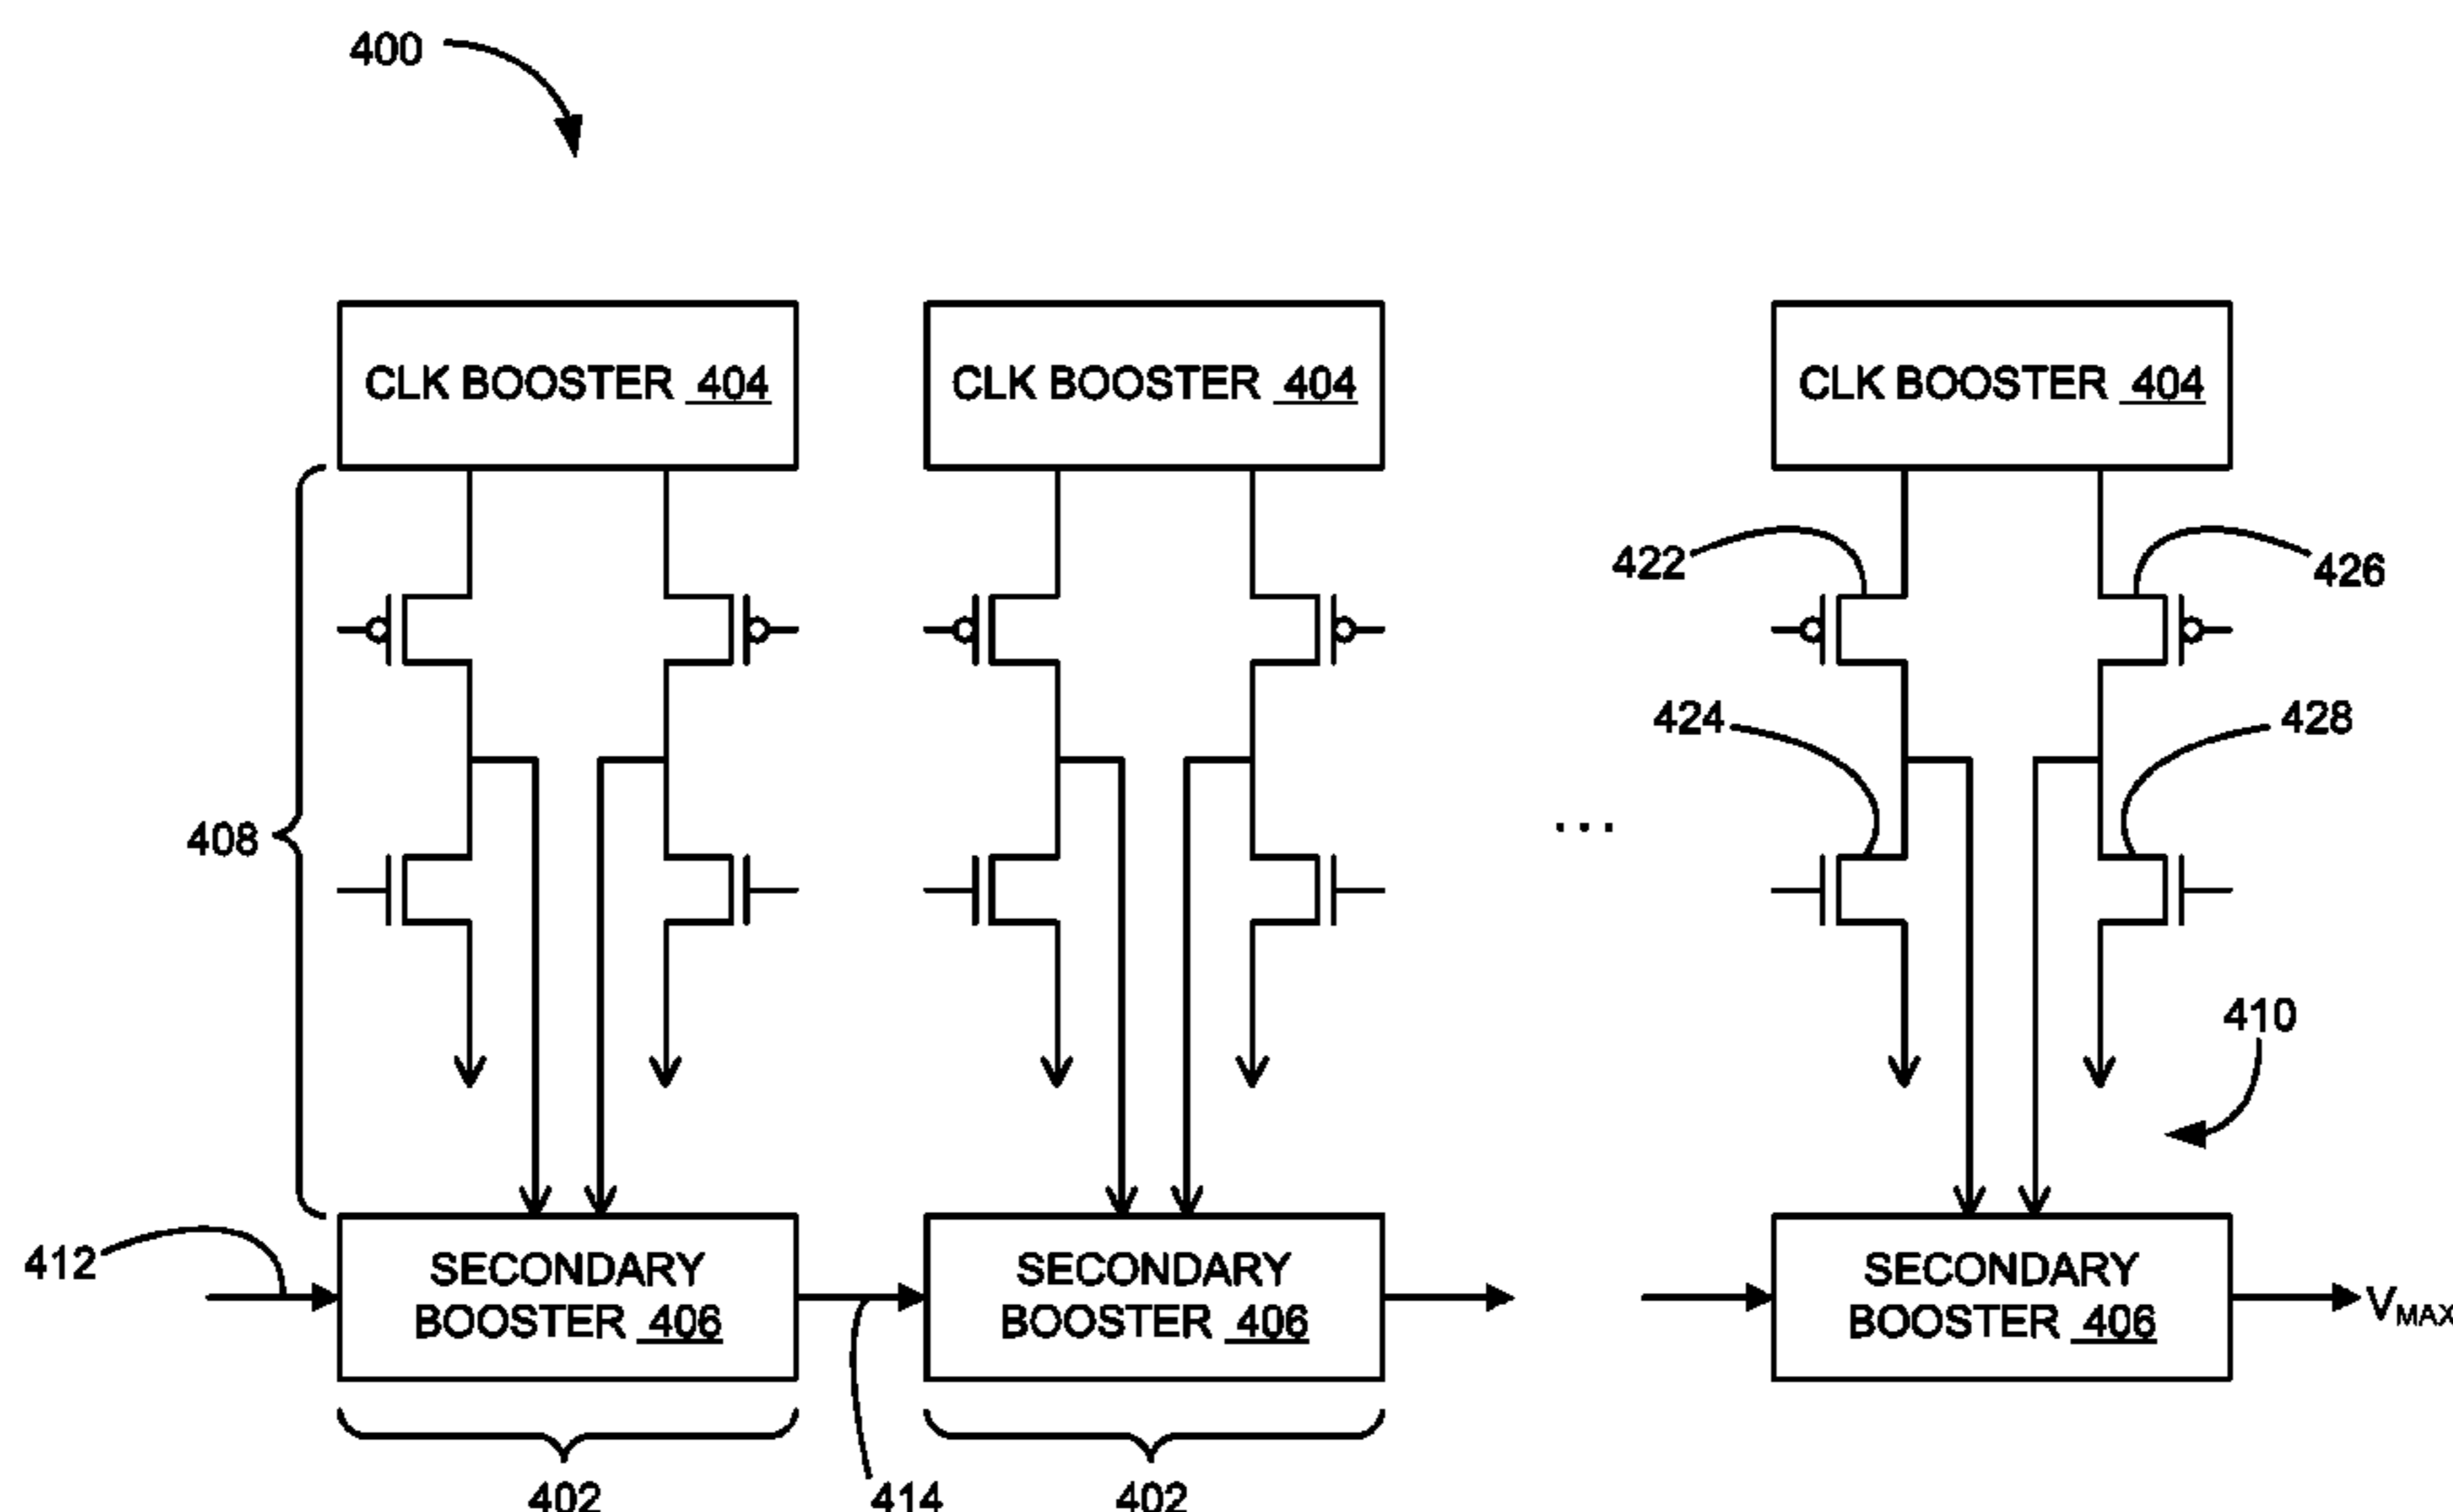 400
CLK BOOSTER 404
CLK BOOSTER 404
CLK BOOSTER 404
422
426
424
428
408
...
410
412
SECONDARY
BOOSTER 406
SECONDARY
BOOSTER 406
SECONDARY
BOOSTER 406
VMAX
402
414
402